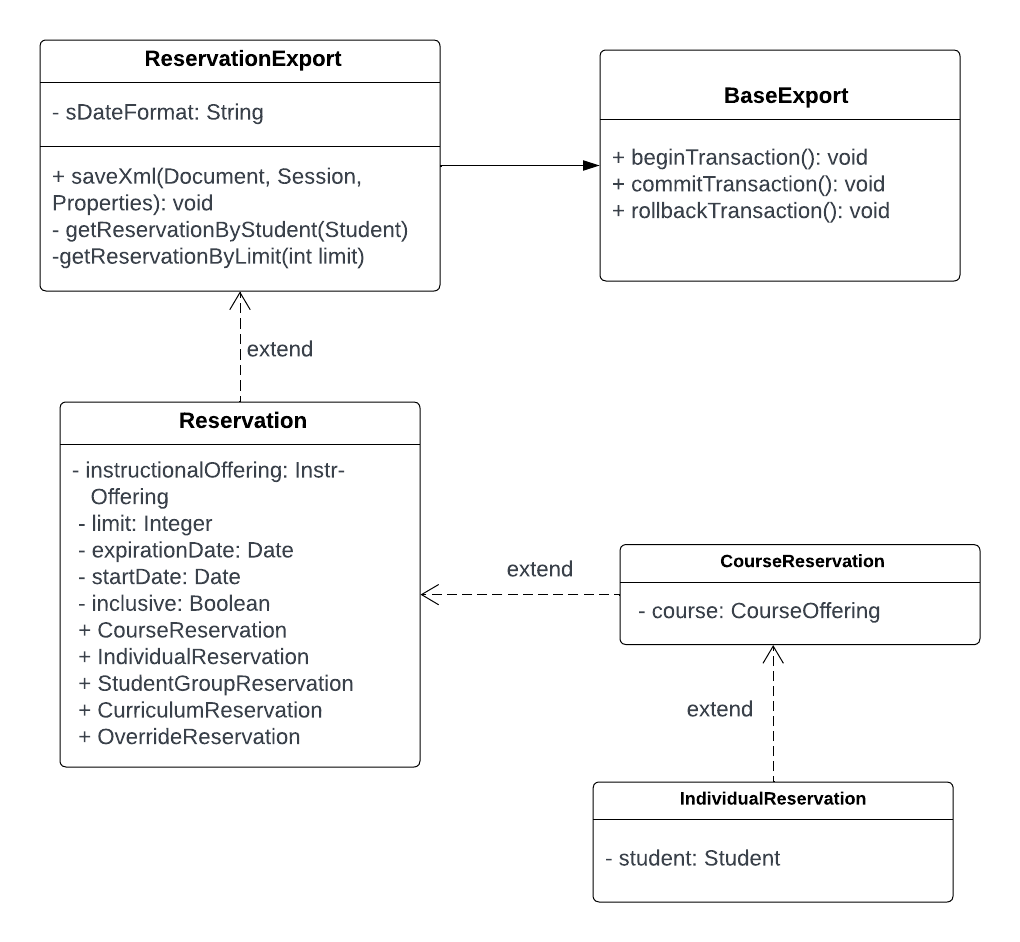 ReservationExport
- sDateFormat: String
+ saveXml(Document, Session,
Properties): void
- getReservationByStudent(Student)
-getReservationByLimit(int limit)
BaseExport
+ beginTransaction(): void
+ commitTransaction(): void
+ rollbackTransaction(): void
extend
Reservation
- instructionalOffering: Instr-
Offering
- limit: Integer
- expirationDate: Date
- startDate: Date
- inclusive: Boolean
+ CourseReservation
+ IndividualReservation
+ StudentGroupReservation
+ CurriculumReservation
+ OverrideReservation
extend
CourseReservation
- course: CourseOffering
extend
IndividualReservation
- student: Student